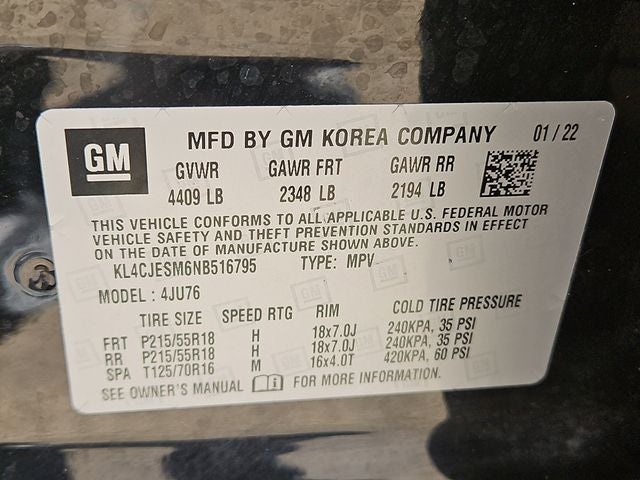 GM MFD BY GM KOREA COMPANY 01 / 22
GVWR GAWR FRT GAWR RR
4409 LB 2348 LB 2194 LB
THIS VEHICLE CONFORMS TO ALL APPLICABLE U.S. FEDERAL MOTOR
VEHICLE SAFETY AND THEFT PREVENTION STANDARDS IN EFFECT
ON THE DATE OF MANUFACTURE SHOWN ABOVE.
KL4CJESM6NB516795 TYPE: MPV
MODEL : 4JU76
TIRE SIZE SPEED RTG RIM COLD TIRE PRESSURE
FRT P215/55R18 H 18x7.0J 240KPA, 35 PSI
RR P215/55R18 H 18x7.0J 240KPA, 35 PSI
SPA T125/70R16 M 16x4.0T 420KPA, 60 PSI
SEE OWNER'S MANUAL FOR MORE INFORMATION.